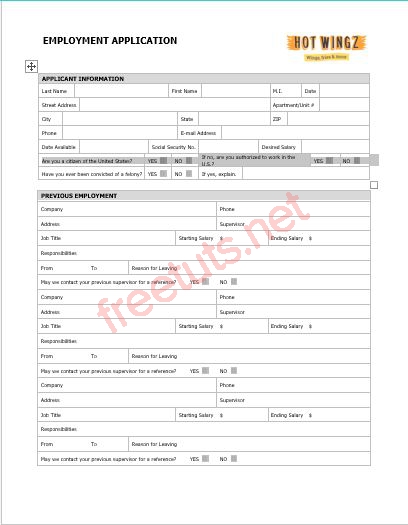 EMPLOYMENT APPLICATION
HOT WINGZ
Wings, fries & more
APPLICANT INFORMATION
Last Name First Name M.I. Date
Street Address Apartment/Unit #
City State ZIP
Phone E-mail Address
Date Available Social Security No. Desired Salary
Are you a citizen of the United States? YES NO If no, are you authorized to work in the U.S.? YES NO
Have you ever been convicted of a felony? YES NO If yes, explain.
PREVIOUS EMPLOYMENT
Company Phone
Address Supervisor
Job Title Starting Salary $ Ending Salary $
Responsibilities
From To Reason for Leaving
May we contact your previous supervisor for a reference? YES NO
Company Phone
Address Supervisor
Job Title Starting Salary $ Ending Salary $
Responsibilities
From To Reason for Leaving
May we contact your previous supervisor for a reference? YES NO
Company Phone
Address Supervisor
Job Title Starting Salary $ Ending Salary $
Responsibilities
From To Reason for Leaving
May we contact your previous supervisor for a reference? YES NO
freetuts.net